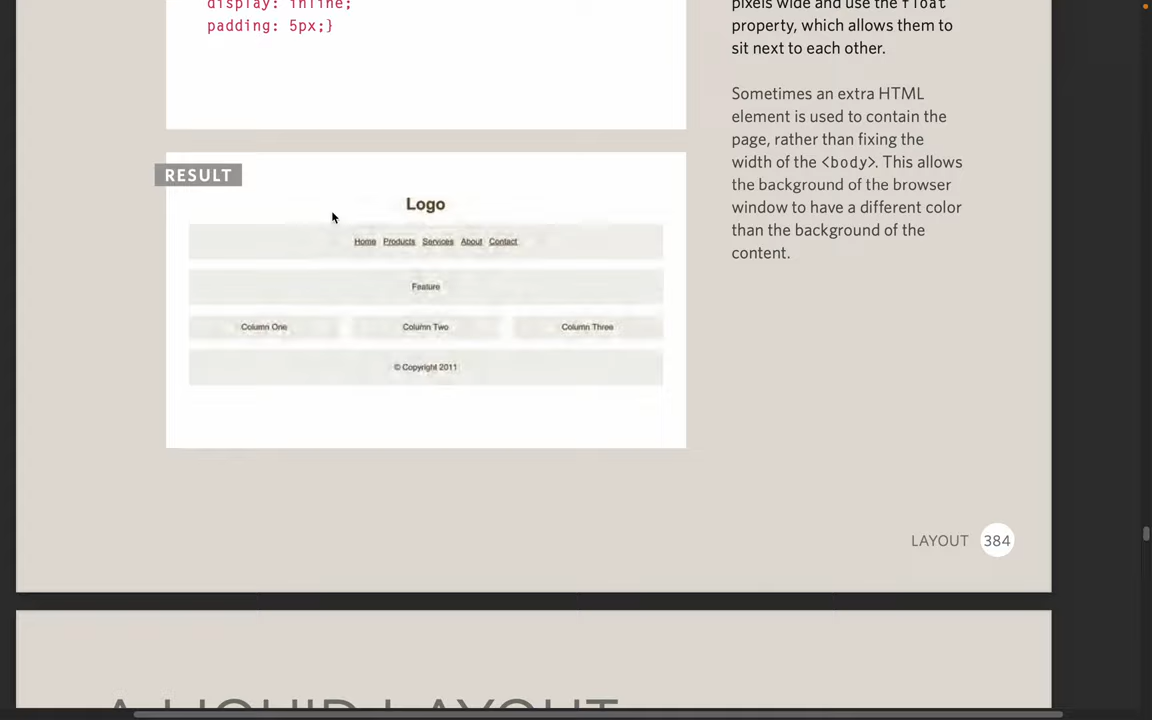 display: inline;
padding: 5px;}
pixels wide and use the float
property, which allows them to
sit next to each other.
Sometimes an extra HTML
element is used to contain the
page, rather than fixing the
width of the <body>. This allows
the background of the browser
window to have a different color
than the background of the
content.
RESULT
Logo
Home Products Services About Contact
Feature
Column One Column Two Column Three
© Copyright 2011
LAYOUT 384
A LIQUID LAYOUT